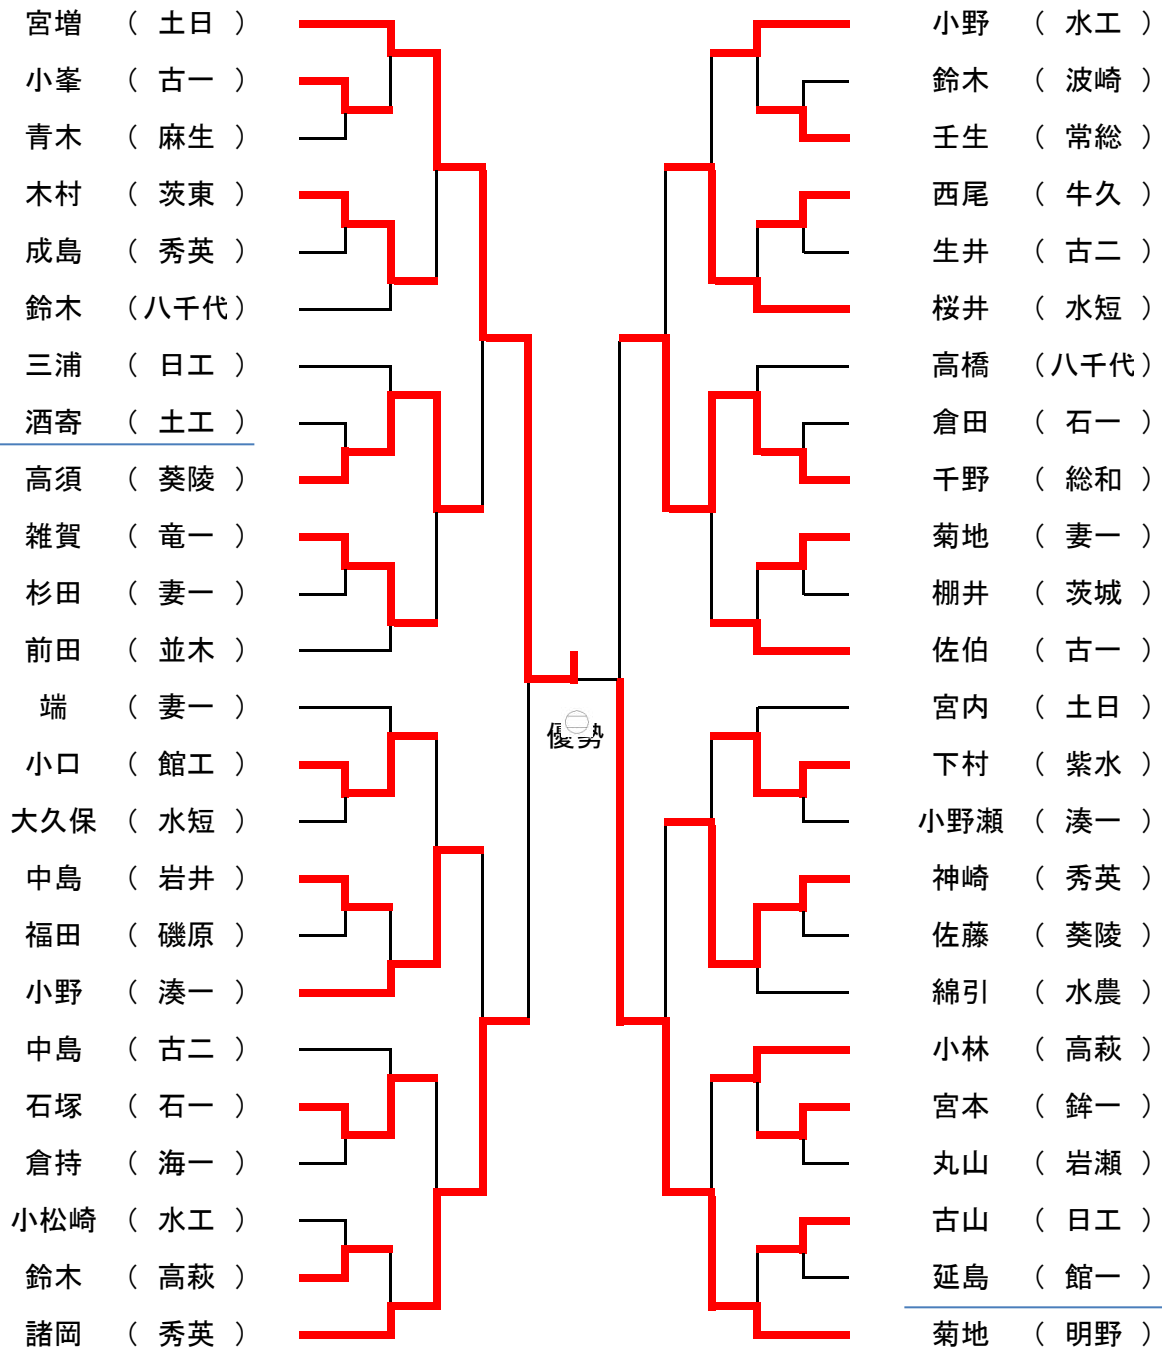 宮増 （ 土日 ）
小峯 （ 古一 ）
青木 （ 麻生 ）
木村 （ 茨東 ）
成島 （ 秀英 ）
鈴木 （八千代）
三浦 （ 日工 ）
酒寄 （ 土工 ）
高須 （ 葵陵 ）
雑賀 （ 竜一 ）
杉田 （ 妻一 ）
前田 （ 並木 ）
端 （ 妻一 ）
小口 （ 館工 ）
大久保 （ 水短 ）
中島 （ 岩井 ）
福田 （ 磯原 ）
小野 （ 湊一 ）
中島 （ 古二 ）
石塚 （ 石一 ）
倉持 （ 海一 ）
小松崎 （ 水工 ）
鈴木 （ 高萩 ）
諸岡 （ 秀英 ）
優勢
小野 （ 水工 ）
鈴木 （ 波崎 ）
壬生 （ 常総 ）
西尾 （ 牛久 ）
生井 （ 古二 ）
桜井 （ 水短 ）
高橋 （八千代）
倉田 （ 石一 ）
千野 （ 総和 ）
菊地 （ 妻一 ）
棚井 （ 茨城 ）
佐伯 （ 古一 ）
宮内 （ 土日 ）
下村 （ 紫水 ）
小野瀬 （ 湊一 ）
神崎 （ 秀英 ）
佐藤 （ 葵陵 ）
綿引 （ 水農 ）
小林 （ 高萩 ）
宮本 （ 鉾一 ）
丸山 （ 岩瀬 ）
古山 （ 日工 ）
延島 （ 館一 ）
菊地 （ 明野 ）